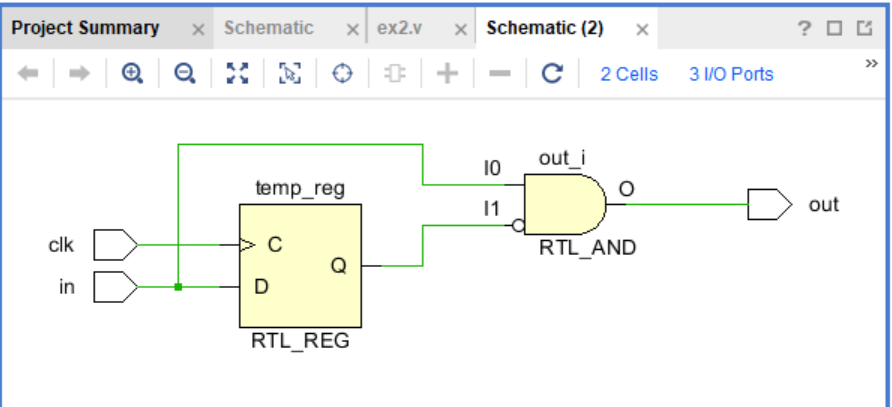 Project Summary × Schematic × ex2.v × Schematic (2) × ?
2 Cells 3 I/O Ports »
temp_reg
out_i
I0
I1
O
clk
C
Q
in
D
out
RTL_REG
RTL_AND